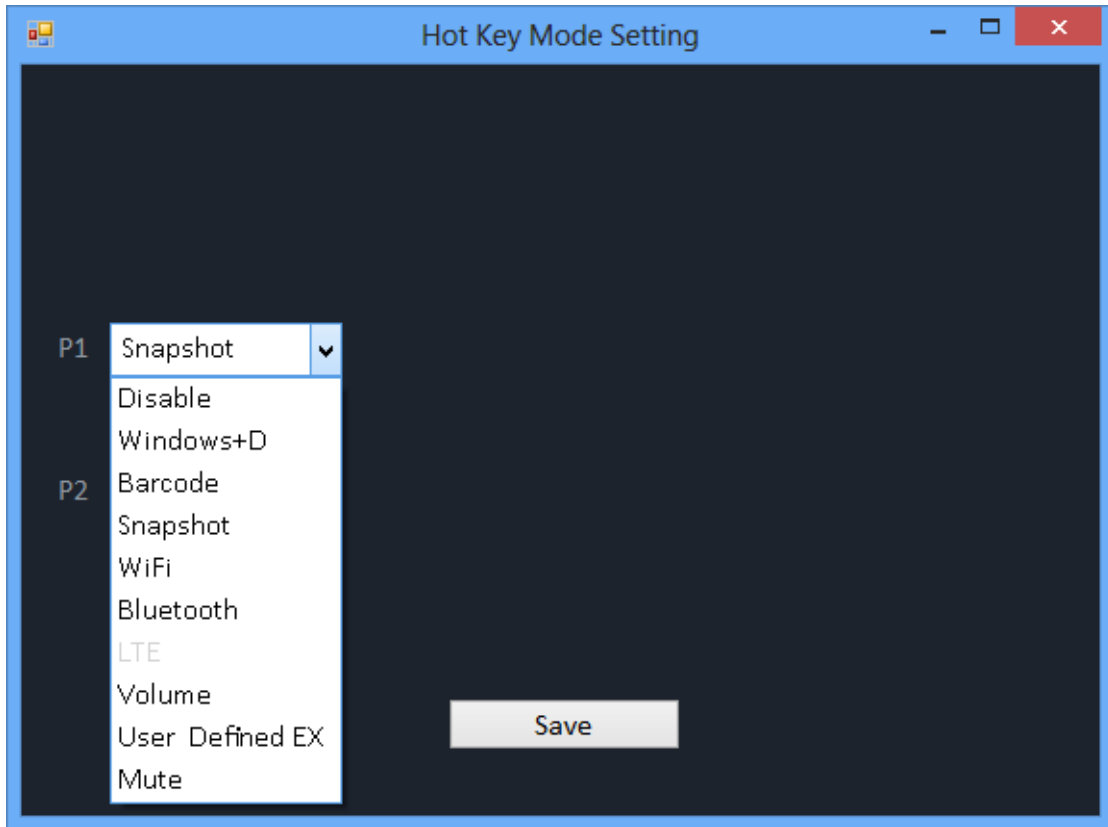 Hot Key Mode Setting
P1 Snapshot
Disable
Windows+D
P2 Barcode
Snapshot
WiFi
Bluetooth
LTE
Volume
User Defined EX
Mute
Save